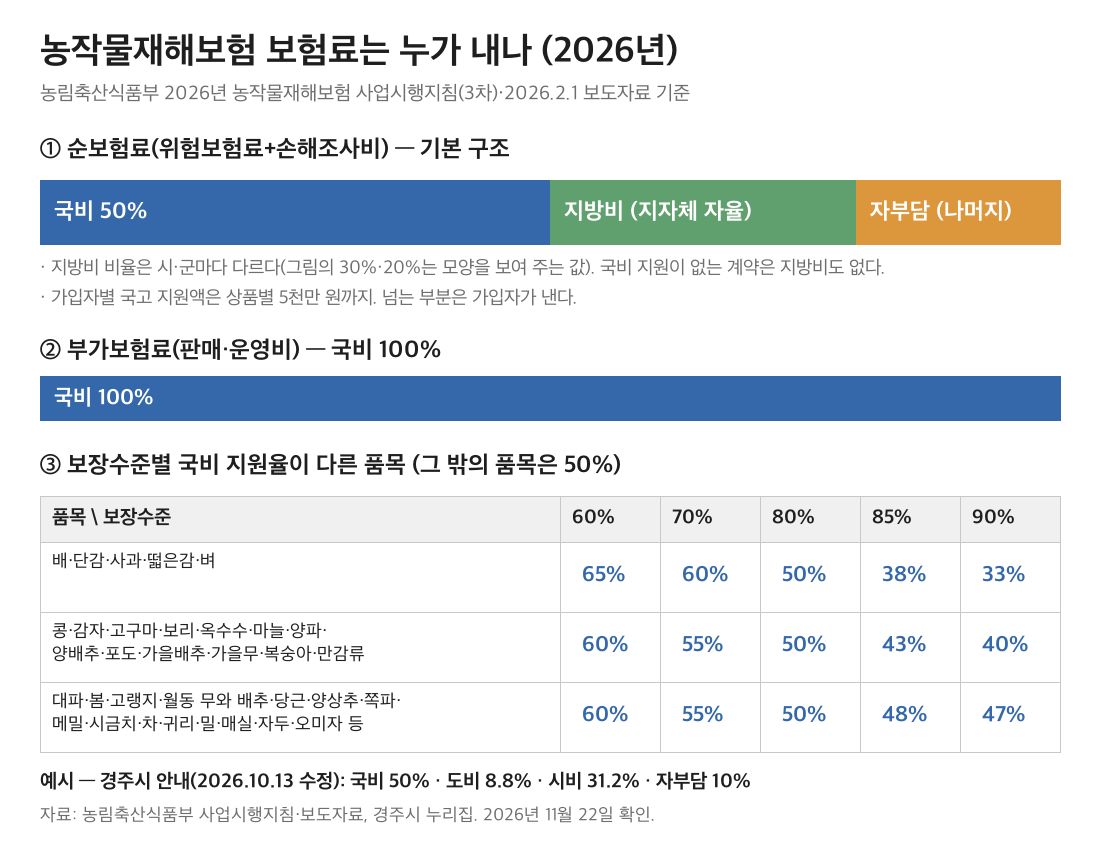 농작물재해보험 보험료는 누가 내나 (2026년)
농림축산식품부 2026년 농작물재해보험 사업시행지침(3차)·2026.2.1 보도자료 기준
① 순보험료(위험보험료+손해조사비) — 기본 구조
국비 50% 지방비 (지자체 자율) 자부담 (나머지)
· 지방비 비율은 시·군마다 다르다(그림의 30%·20%는 모양을 보여 주는 값). 국비 지원이 없는 계약은 지방비도 없다.
· 가입자별 국고 지원액은 상품별 5천만 원까지. 넘는 부분은 가입자가 낸다.
② 부가보험료(판매·운영비) — 국비 100%
국비 100%
③ 보장수준별 국비 지원율이 다른 품목 (그 밖의 품목은 50%)
품목 \ 보장수준 60% 70% 80% 85% 90%
배·단감·사과·떫은감·벼 65% 60% 50% 38% 33%
콩·감자·고구마·보리·옥수수·마늘·양파·
양배추·포도·가을배추·가을무·복숭아·만감류 60% 55% 50% 43% 40%
대파·봄·고랭지·월동 무와 배추·당근·양상추·쪽파·
메밀·시금치·차·귀리·밀·매실·자두·오미자 등 60% 55% 50% 48% 47%
예시 — 경주시 안내(2026.10.13 수정): 국비 50% · 도비 8.8% · 시비 31.2% · 자부담 10%
자료: 농림축산식품부 사업시행지침·보도자료, 경주시 누리집. 2026년 11월 22일 확인.